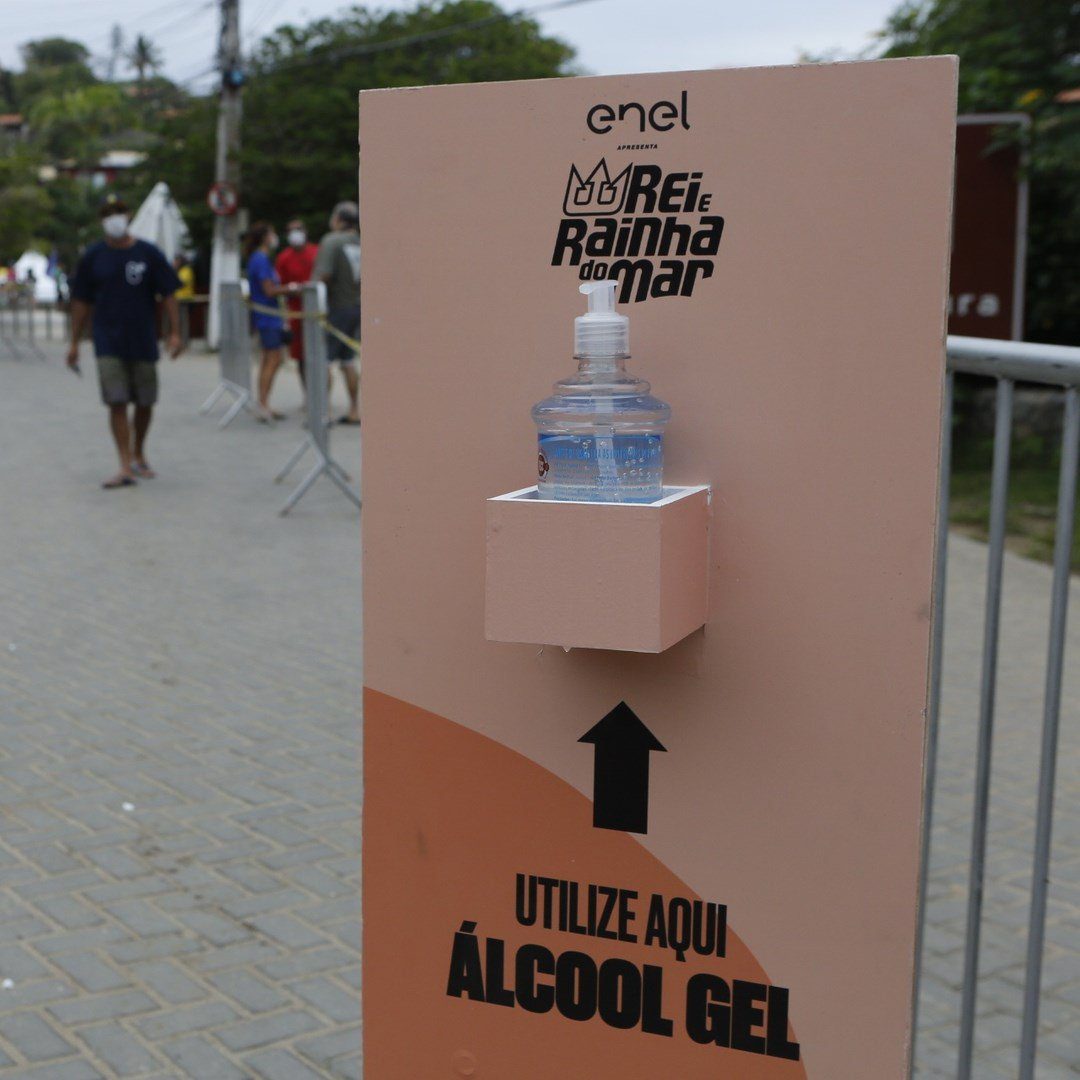 enel
APRESENTA
REI E
RAINHA
do MAR
UTILIZE AQUI
ÁLCOOL GEL